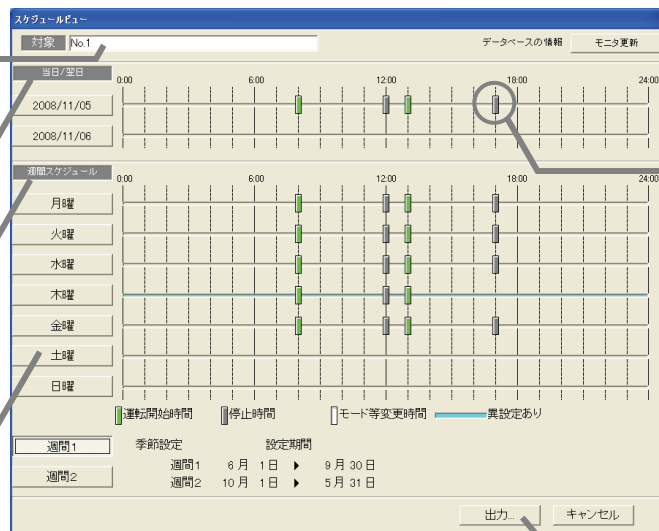 スケジュールビュー
対象 No.1 データベースの情報 モニタ更新
当日/翌日 0:00 6:00 12:00 18:00 24:00
2008/11/05
2008/11/06
週間スケジュール 0:00 6:00 12:00 18:00 24:00
月曜
火曜
水曜
木曜
金曜
土曜
日曜
運転開始時間 停止時間 モード等変更時間 異設定あり
週間1 季節設定 設定期間
週間1 6月 1日 ▶ 9月 30日
週間2 週間2 10月 1日 ▶ 5月 31日
出力... キャンセル